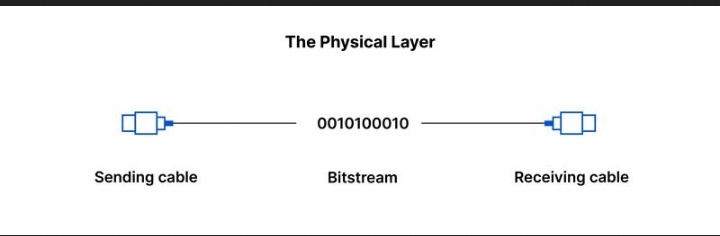 The Physical Layer
0010100010
Sending cable
Bitstream
Receiving cable